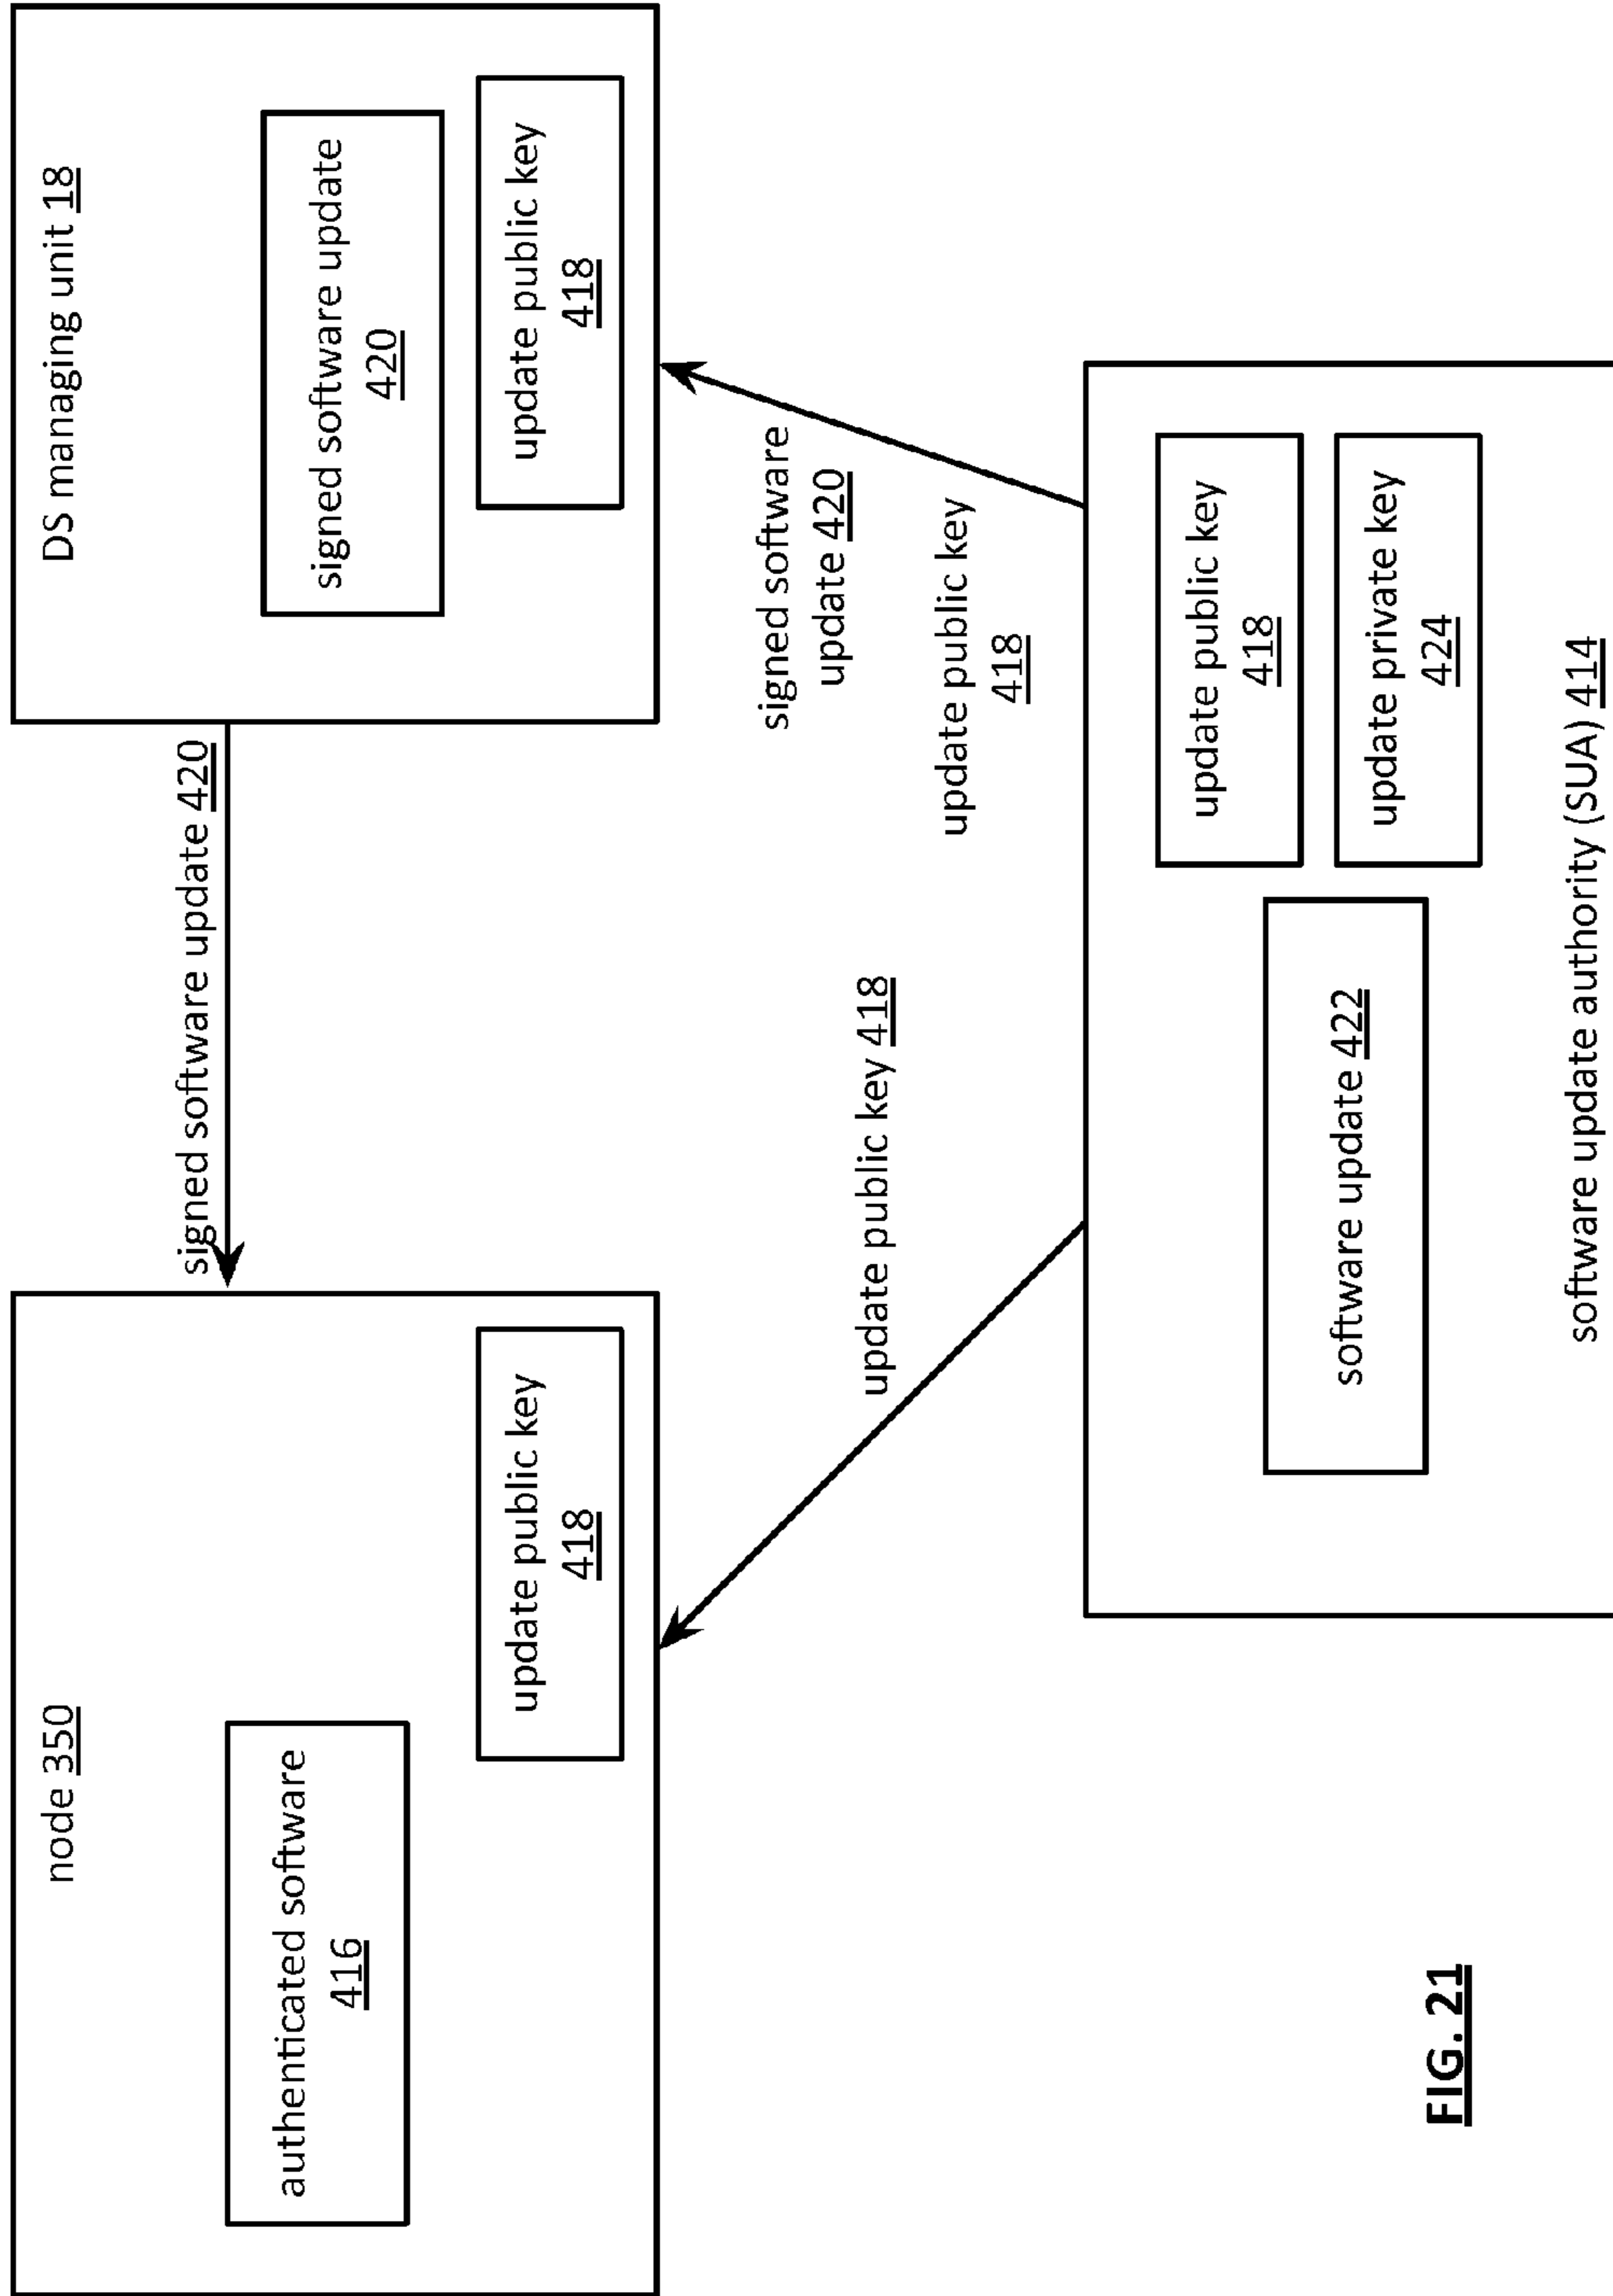 node 350
authenticated software
416
update public key
418
signed software update 420
DS managing unit 18
signed software update
420
update public key
418
update public key 418
signed software
update 420
update public key
418
software update 422
update public key
418
update private key
424
software update authority (SUA) 414
FIG. 21